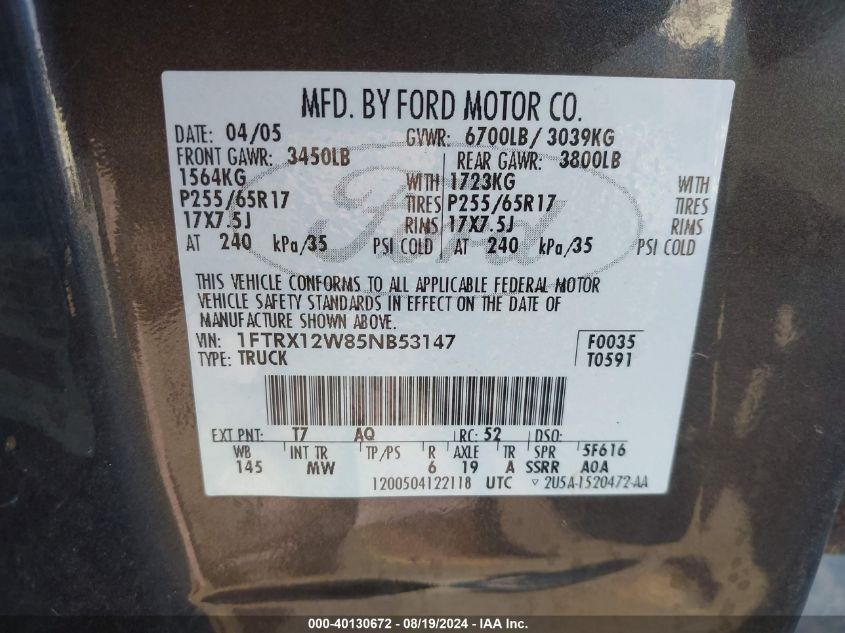 MFD. BY FORD MOTOR CO.
DATE: 04/05 GVWR: 6700LB/ 3039KG
FRONT GAWR: 3450LB REAR GAWR: 3800LB
1564KG WITH 1723KG WITH
P255/65R17 TIRES P255/65R17 TIRES
17X7.5J RIMS 17X7.5J RIMS
AT 240 kPa/35 PSI COLD AT 240 kPa/35 PSI COLD
Ford
THIS VEHICLE CONFORMS TO ALL APPLICABLE FEDERAL MOTOR
VEHICLE SAFETY STANDARDS IN EFFECT ON THE DATE OF
MANUFACTURE SHOWN ABOVE.
VIN: 1FTRX12W85NB53147 F0035
TYPE: TRUCK T0591
EXT PNT: T7 AQ RC: 52 DSO:
WB INT TR TP/PS R AXLE TR SPR 5F616
145 MW 6 19 A SSRR AOA
1200504122118 UTC ▿ 2U5A-1520472-AA
000-40130672 - 08/19/2024 - IAA Inc.